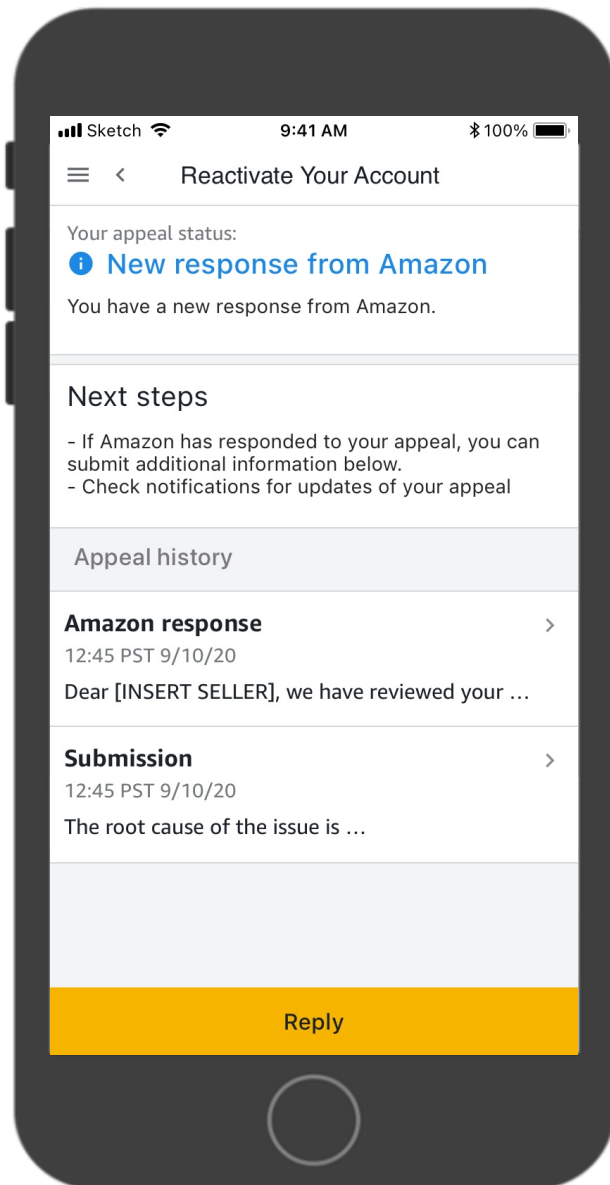 Sketch 9:41 AM 100%
Reactivate Your Account
Your appeal status:
New response from Amazon
You have a new response from Amazon.
Next steps
- If Amazon has responded to your appeal, you can
submit additional information below.
- Check notifications for updates of your appeal
Appeal history
Amazon response
12:45 PST 9/10/20
Dear [INSERT SELLER], we have reviewed your ...
Submission
12:45 PST 9/10/20
The root cause of the issue is ...
Reply